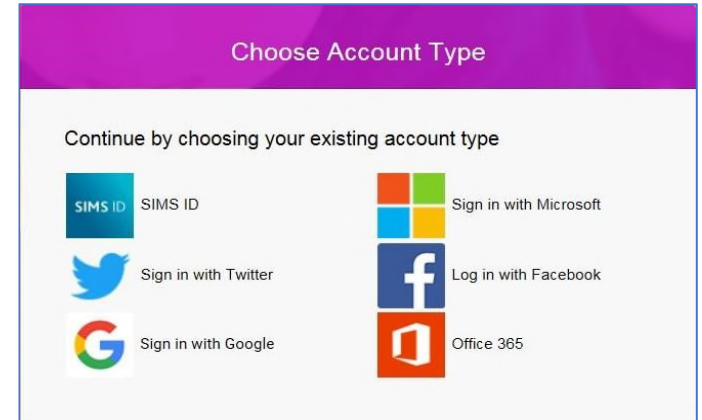 Choose Account Type
Continue by choosing your existing account type
SIMS ID SIMS ID
Sign in with Microsoft
Sign in with Twitter
Log in with Facebook
Sign in with Google
Office 365